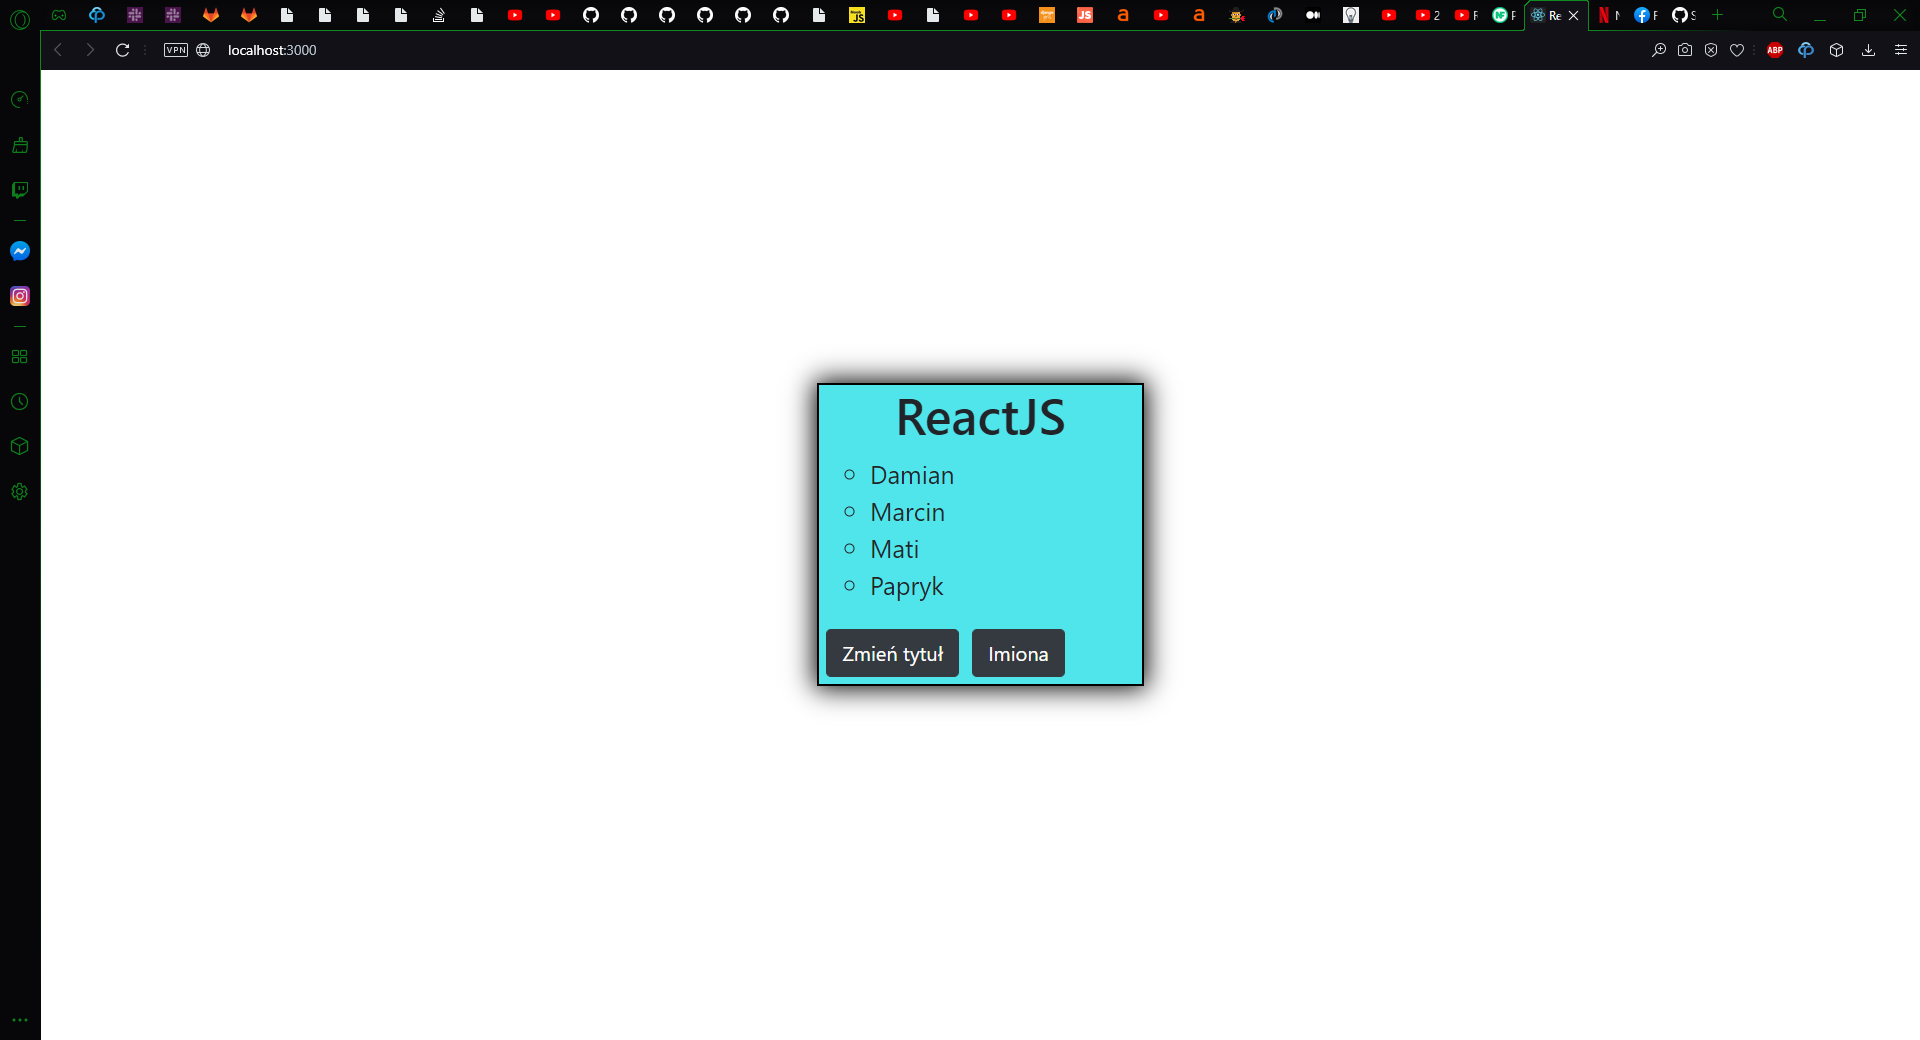 2
Re
VPN
localhost:3000
ABP
ReactJS
Damian
Marcin
Mati
Papryk
Zmień tytuł
Imiona